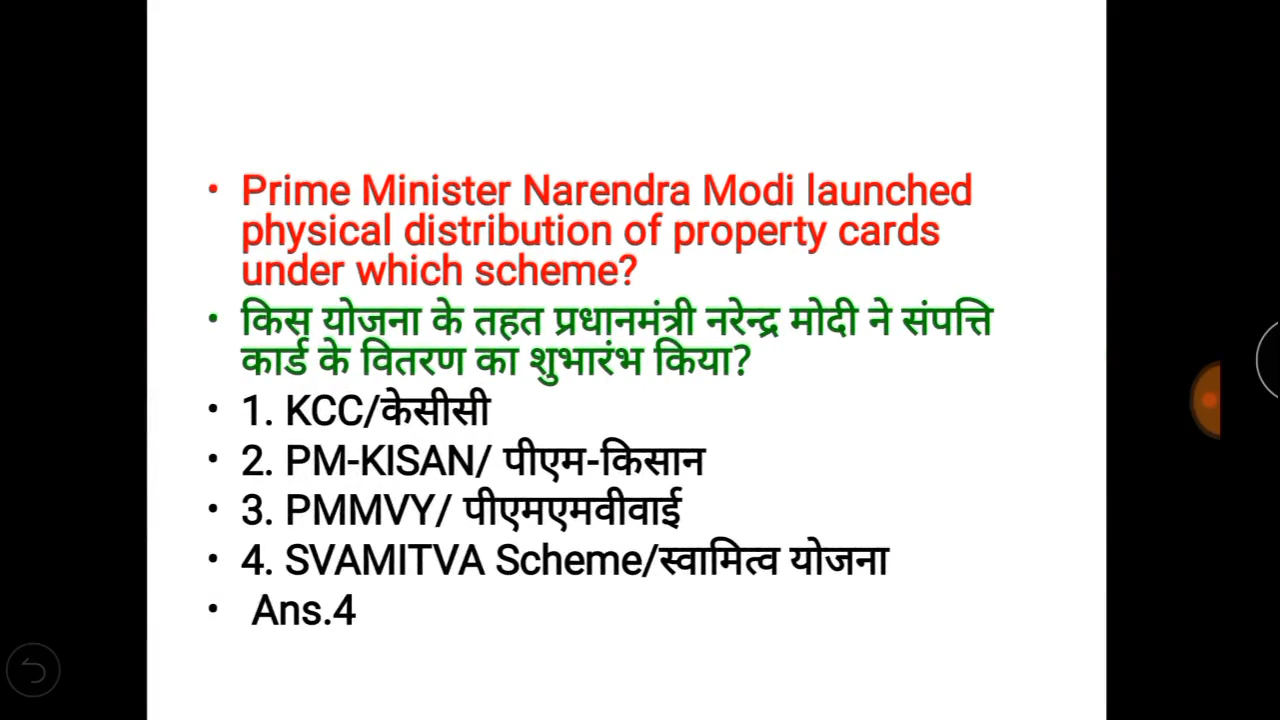 • Prime Minister Narendra Modi launched
physical distribution of property cards
under which scheme?
• किस योजना के तहत प्रधानमंत्री नरेन्द्र मोदी ने संपत्ति
कार्ड के वितरण का शुभारंभ किया?
• 1. KCC/केसीसी
• 2. PM-KISAN/ पीएम-किसान
• 3. PMMVY/ पीएमएमवीवाई
• 4. SVAMITVA Scheme/स्वामित्व योजना
• Ans.4